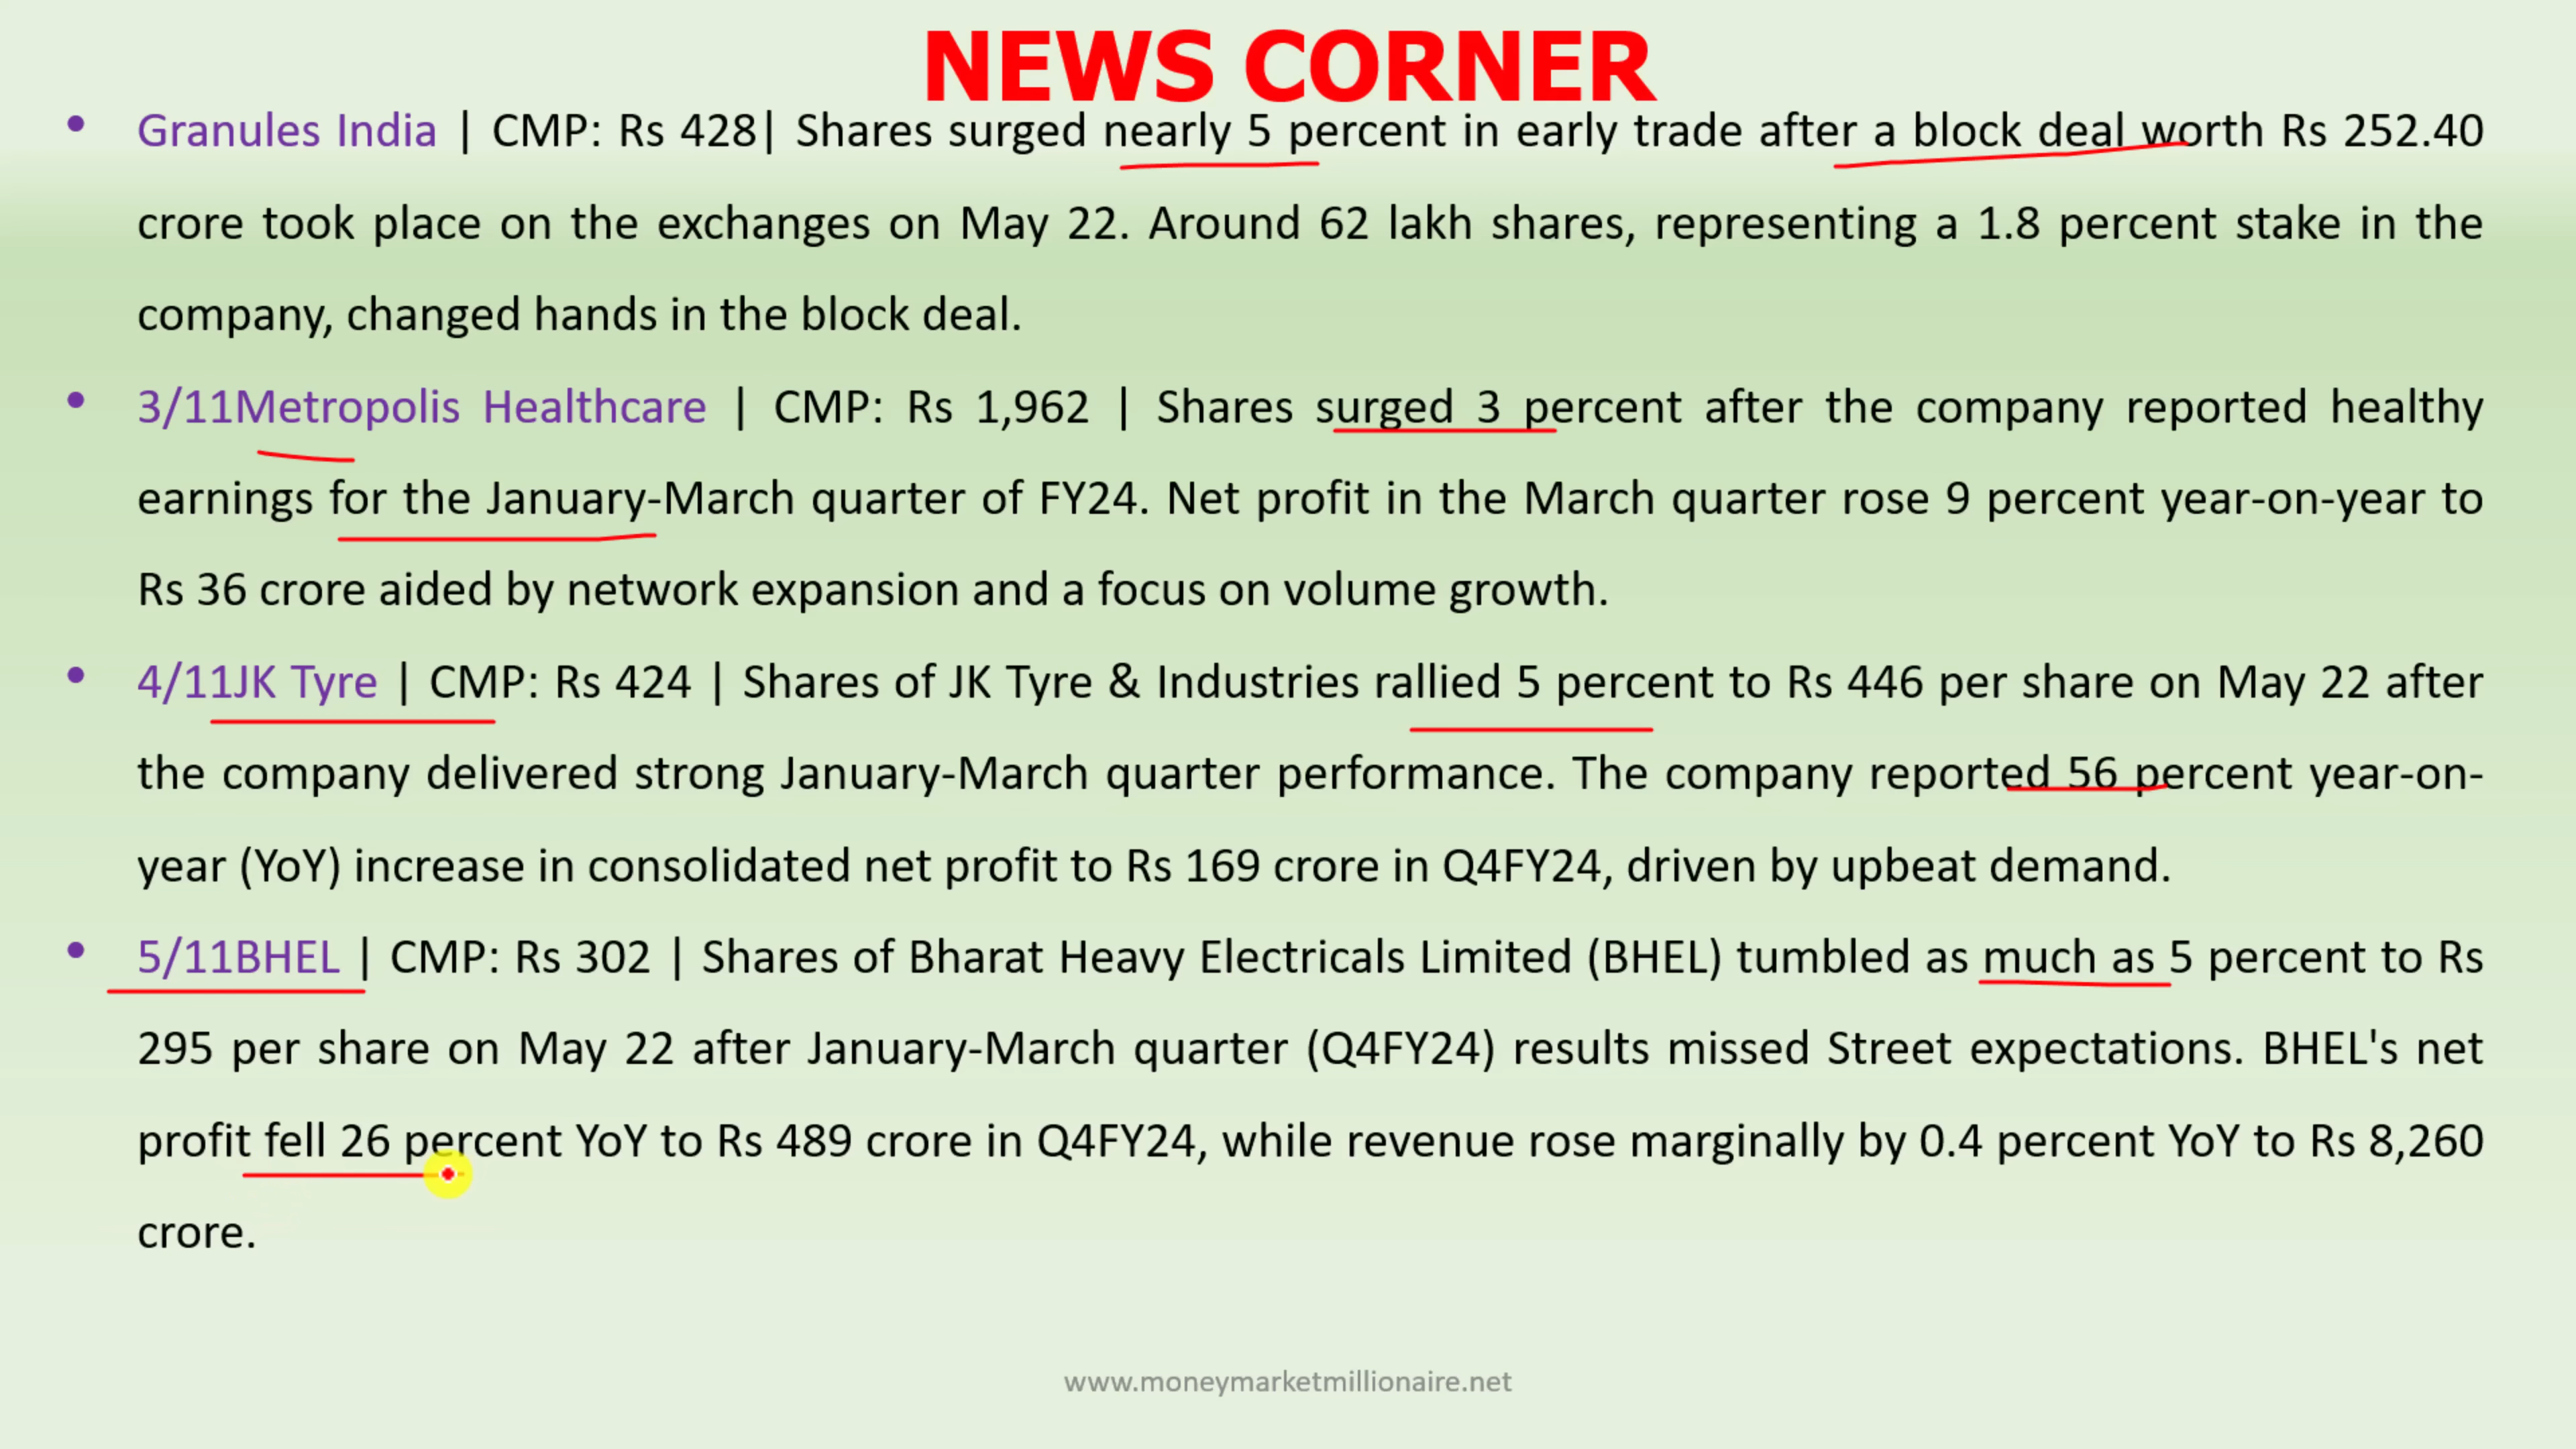 NEWS CORNER
• Granules India | CMP: Rs 428| Shares surged nearly 5 percent in early trade after a block deal worth Rs 252.40
crore took place on the exchanges on May 22. Around 62 lakh shares, representing a 1.8 percent stake in the
company, changed hands in the block deal.
• 3/11Metropolis Healthcare | CMP: Rs 1,962 | Shares surged 3 percent after the company reported healthy
earnings for the January-March quarter of FY24. Net profit in the March quarter rose 9 percent year-on-year to
Rs 36 crore aided by network expansion and a focus on volume growth.
• 4/11JK Tyre | CMP: Rs 424 | Shares of JK Tyre & Industries rallied 5 percent to Rs 446 per share on May 22 after
the company delivered strong January-March quarter performance. The company reported 56 percent year-on-
year (YoY) increase in consolidated net profit to Rs 169 crore in Q4FY24, driven by upbeat demand.
• 5/11BHEL | CMP: Rs 302 | Shares of Bharat Heavy Electricals Limited (BHEL) tumbled as much as 5 percent to Rs
295 per share on May 22 after January-March quarter (Q4FY24) results missed Street expectations. BHEL's net
profit fell 26 percent YoY to Rs 489 crore in Q4FY24, while revenue rose marginally by 0.4 percent YoY to Rs 8,260
crore.
www.moneymarketmillionaire.net